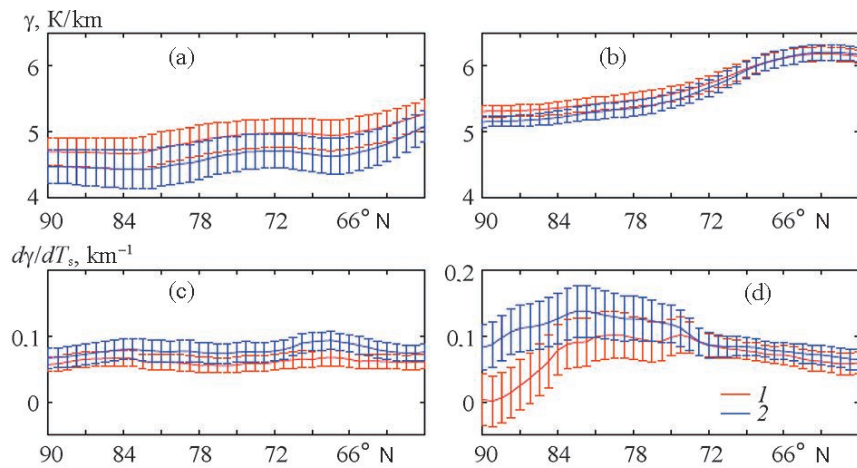 γ, K/km
(a)
(b)
6
5
4
6
5
4
90 84 78 72 66° N
90 84 78 72 66° N
dγ/dTₛ, km⁻¹
(c)
(d)
0.1
0
0.2
0.1
0
1
2
90 84 78 72 66° N
90 84 78 72 66° N